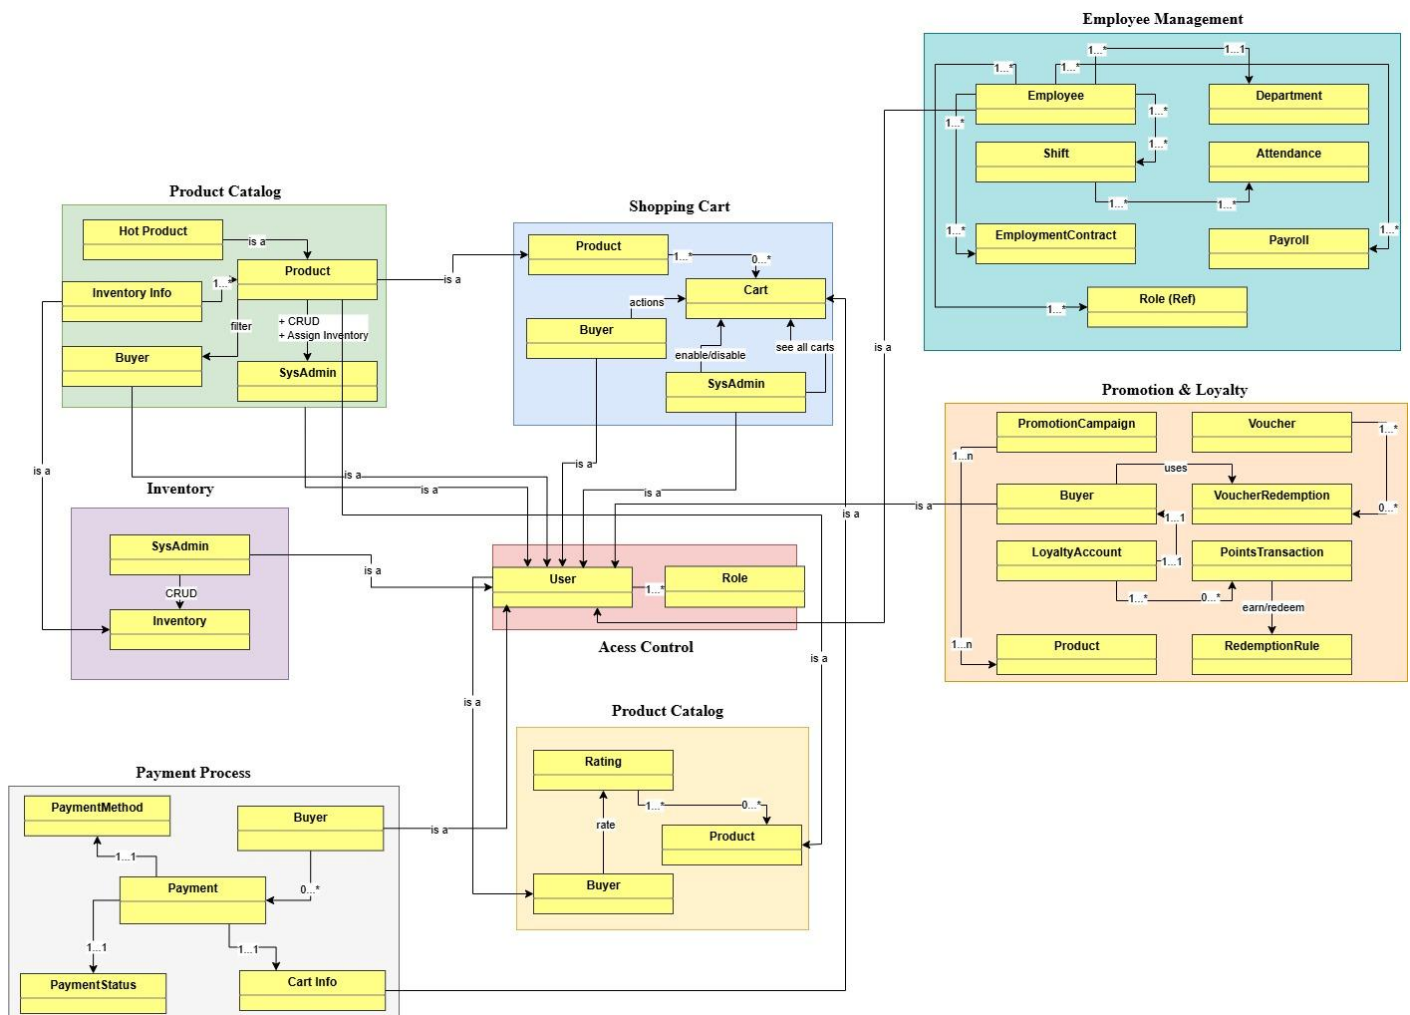 Employee Management
1...*
1...1
1...*
1...*
Employee
Department
1...*
1...*
1...*
Shift
Attendance
1...*
1...*
EmploymentContract
1...*
Payroll
Role (Ref)
1...*
is a
Product Catalog
Hot Product
is a
Product
Inventory Info
1...*
filter
+ CRUD
+ Assign Inventory
Buyer
SysAdmin
is a
Shopping Cart
Product
1...*
0...*
Cart
actions
Buyer
enable/disable
see all carts
SysAdmin
is a
is a
is a
is a
is a
is a
Promotion & Loyalty
PromotionCampaign
Voucher
1...*
1...n
uses
Buyer
VoucherRedemption
0...*
is a
1...1
LoyaltyAccount
1...1
PointsTransaction
1...*
0...*
earn/redeem
1...n
Product
RedemptionRule
Inventory
SysAdmin
is a
CRUD
Inventory
User
1...*
Role
Acess Control
is a
is a
Product Catalog
Rating
1...*
0...*
rate
Product
Buyer
Payment Process
PaymentMethod
Buyer
is a
1...1
Payment
0...*
1...1
1...1
PaymentStatus
Cart Info